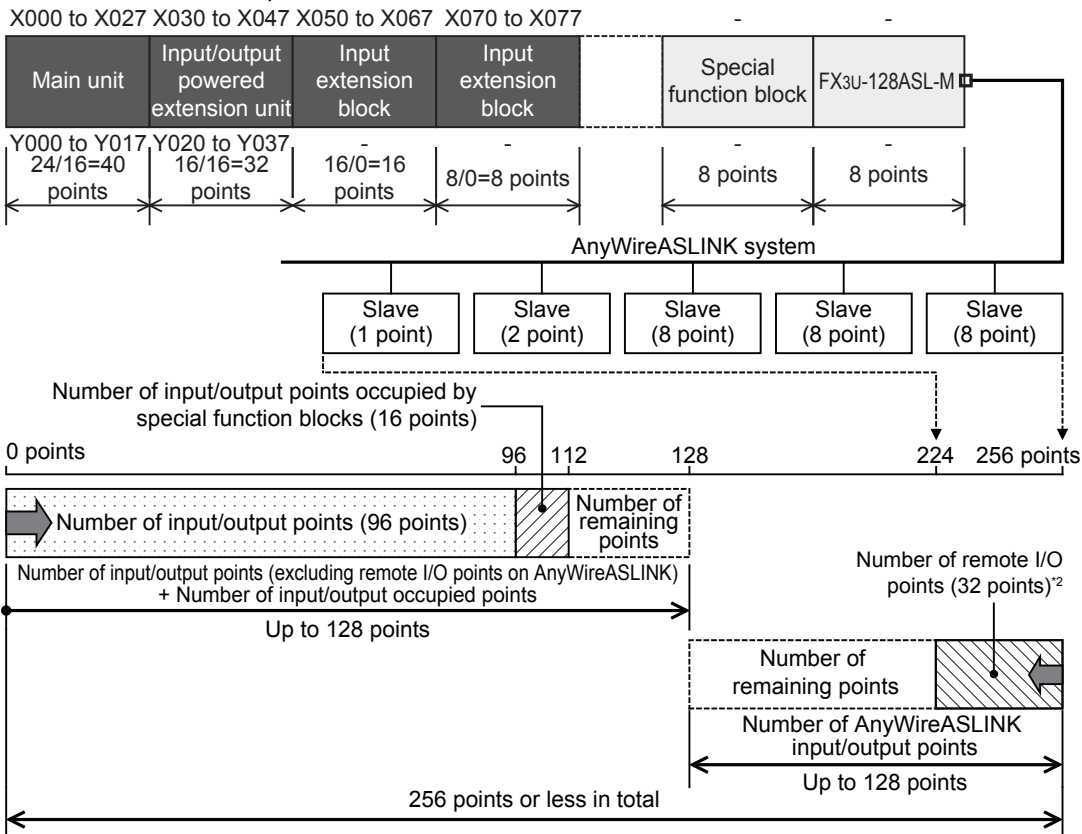 X000 to X027 X030 to X047 X050 to X067 X070 to X077 - -
Main unit
Input/output
powered
extension unit
Input
extension
block
Input
extension
block
Special
function block
FX3U-128ASL-M
Y000 to Y017 Y020 to Y037 - - - -
24/16=40
points
16/16=32
points
16/0=16
points
8/0=8 points
8 points
8 points
AnyWireASLINK system
Slave
(1 point)
Slave
(2 point)
Slave
(8 point)
Slave
(8 point)
Slave
(8 point)
Number of input/output points occupied by
special function blocks (16 points)
0 points 96 112 128 224 256 points
Number of input/output points (96 points)
Number of
remaining
points
Number of input/output points (excluding remote I/O points on AnyWireASLINK)
+ Number of input/output occupied points
Up to 128 points
Number of remote I/O
points (32 points)*2
Number of
remaining points
Number of AnyWireASLINK
input/output points
Up to 128 points
256 points or less in total